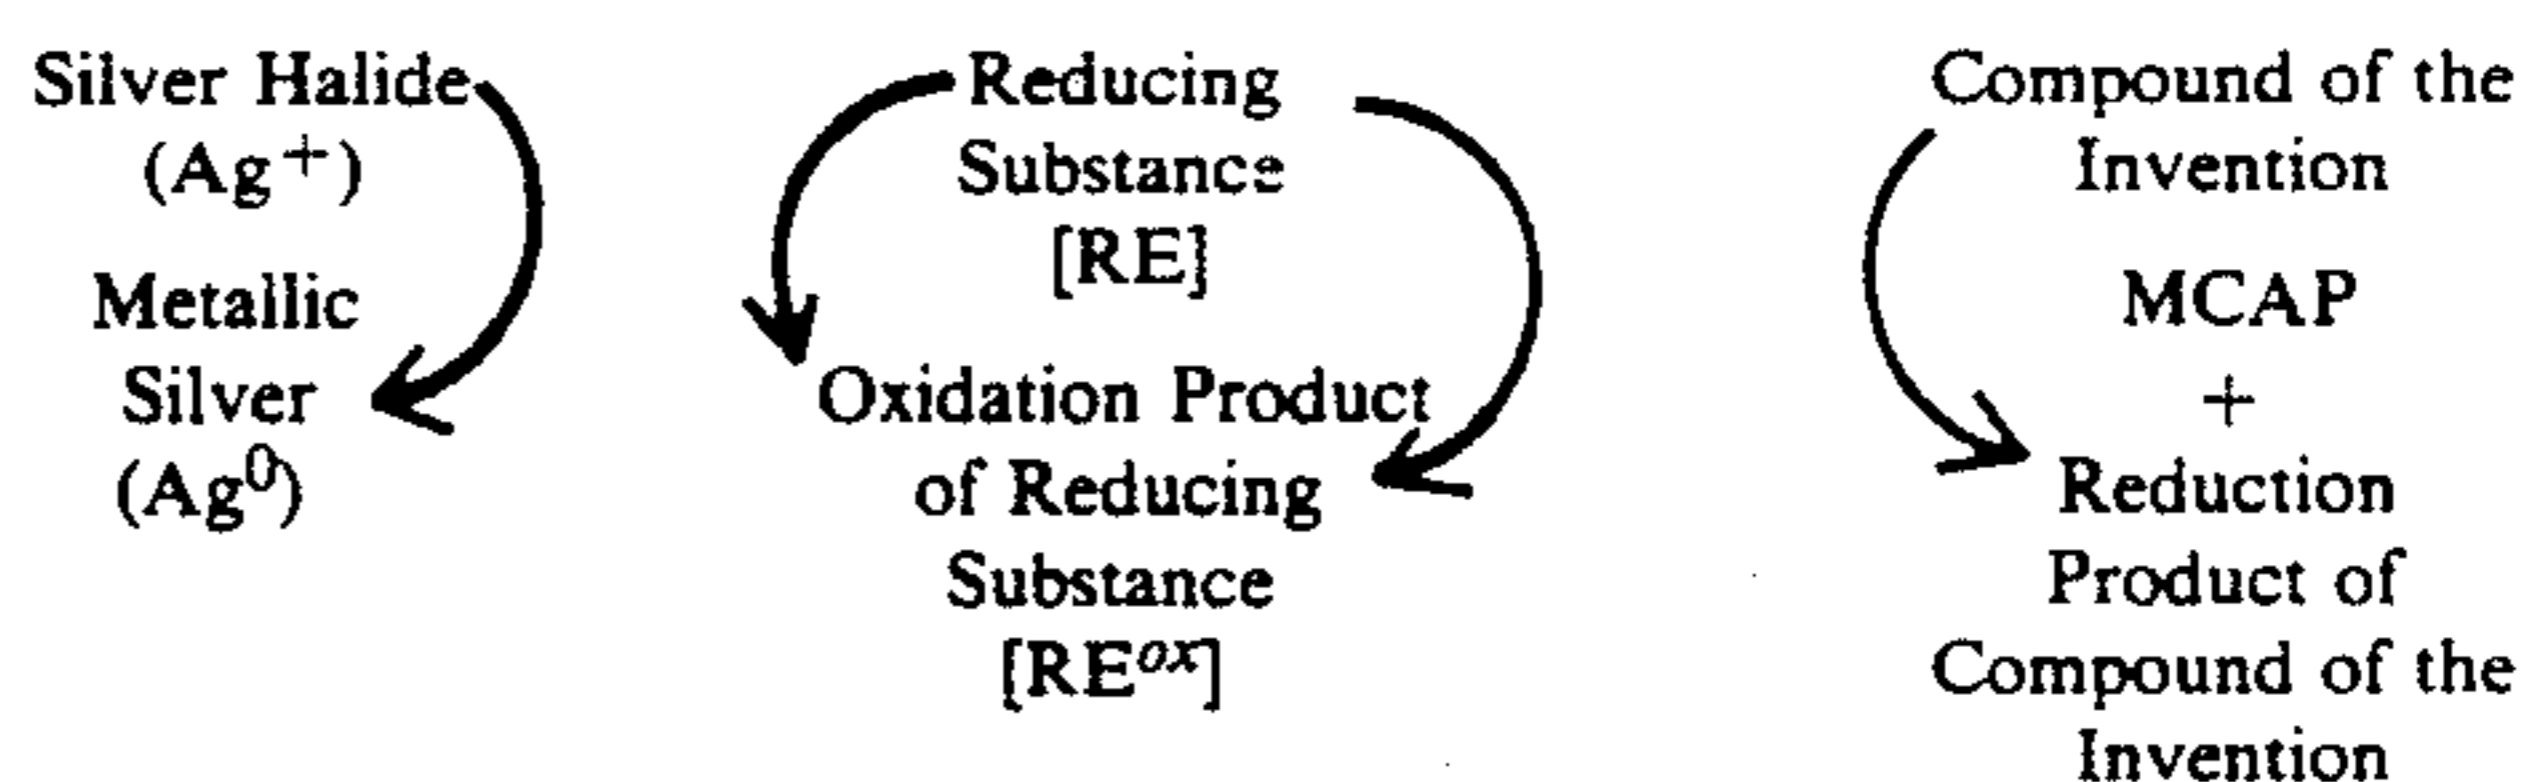 Silver Halide
(Ag+)
Metallic
Silver
(Ag0)
Reducing
Substance
[RE]
Oxidation Product
of Reducing
Substance
[REox]
Compound of the
Invention
MCAP
+
Reduction
Product of
Compound of the
Invention